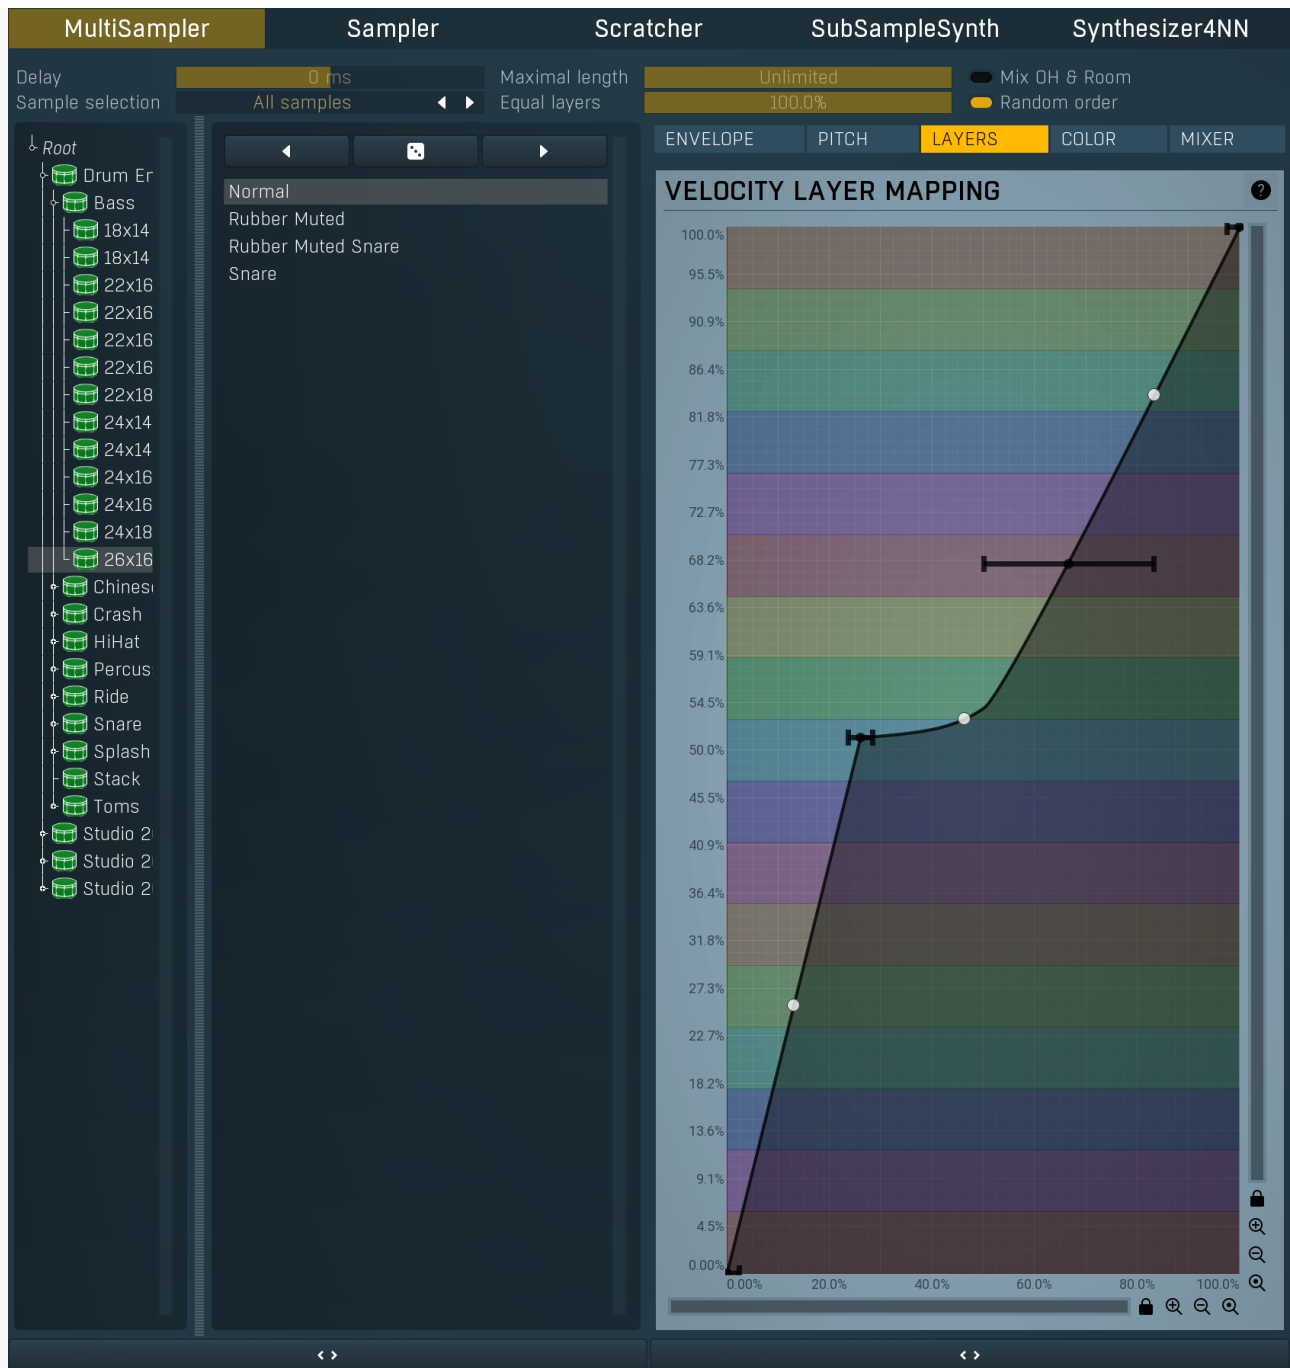 MultiSampler Sampler Scratcher SubSampleSynth Synthesizer4NN
Delay 0 ms Maximal length Unlimited Mix OH & Room
Sample selection All samples Equal layers 100.0% Random order
Root
Drum Er
Bass
18x14
18x14
22x16
22x16
22x16
22x16
22x18
24x14
24x14
24x16
24x16
24x18
26x16
Chines
Crash
HiHat
Percus
Ride
Snare
Splash
Stack
Toms
Studio 2
Studio 2
Studio 2
Normal
Rubber Muted
Rubber Muted Snare
Snare
ENVELOPE PITCH LAYERS COLOR MIXER
VELOCITY LAYER MAPPING ?
100.0%
95.5%
90.9%
86.4%
81.8%
77.3%
72.7%
68.2%
63.6%
59.1%
54.5%
50.0%
45.5%
40.9%
36.4%
31.8%
27.3%
22.7%
18.2%
13.6%
9.1%
4.5%
0.00%
0.00% 20.0% 40.0% 60.0% 80.0% 100.0%